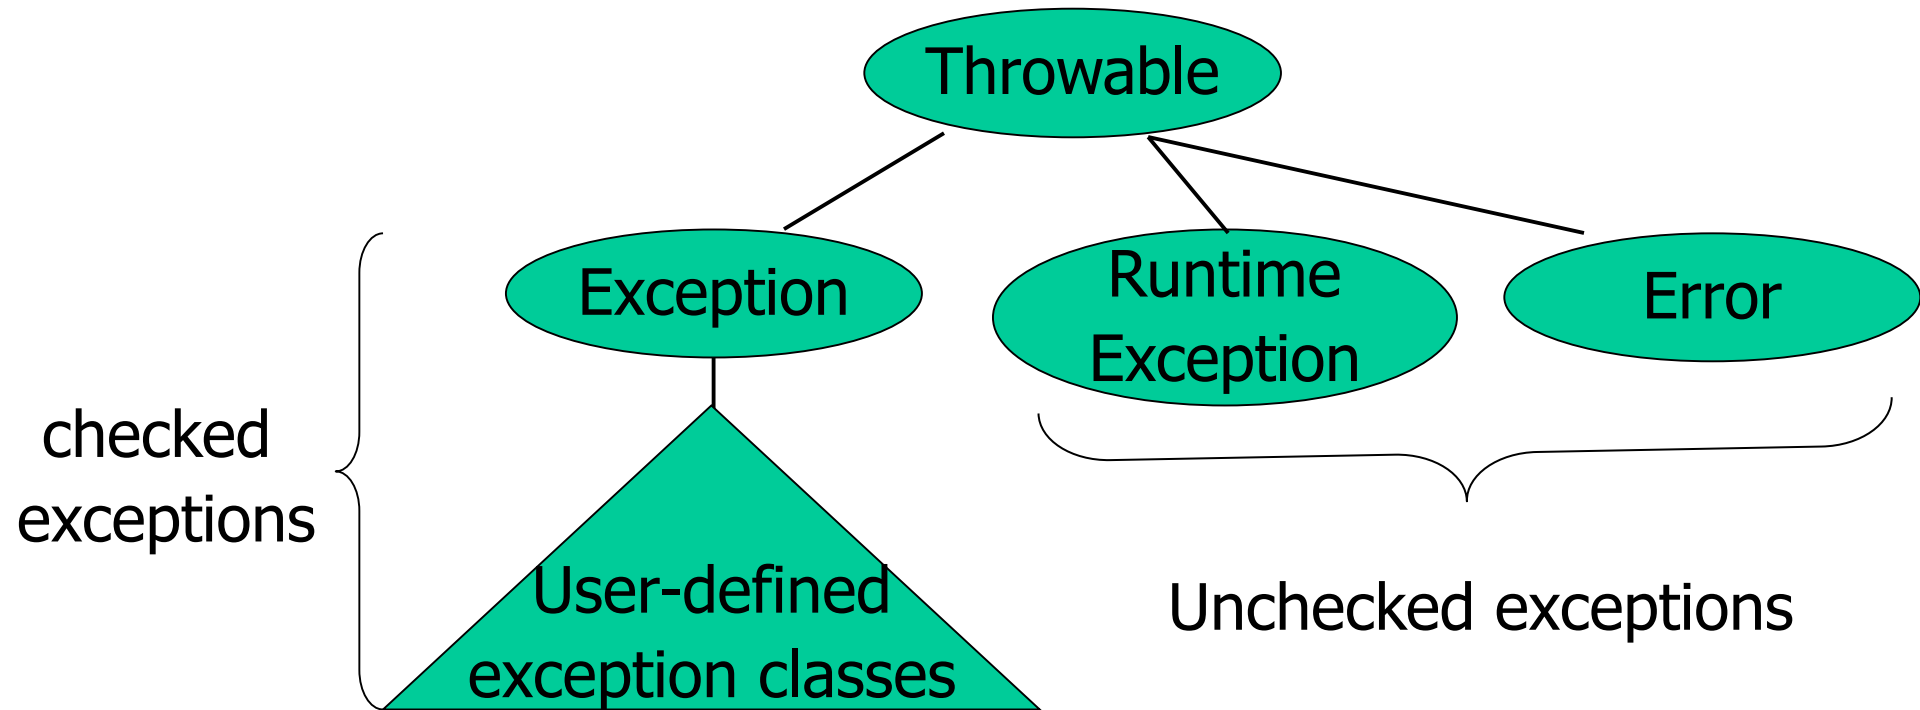 Throwable
Exception
Runtime
Exception
Error
checked
exceptions
User-defined
exception classes
Unchecked exceptions